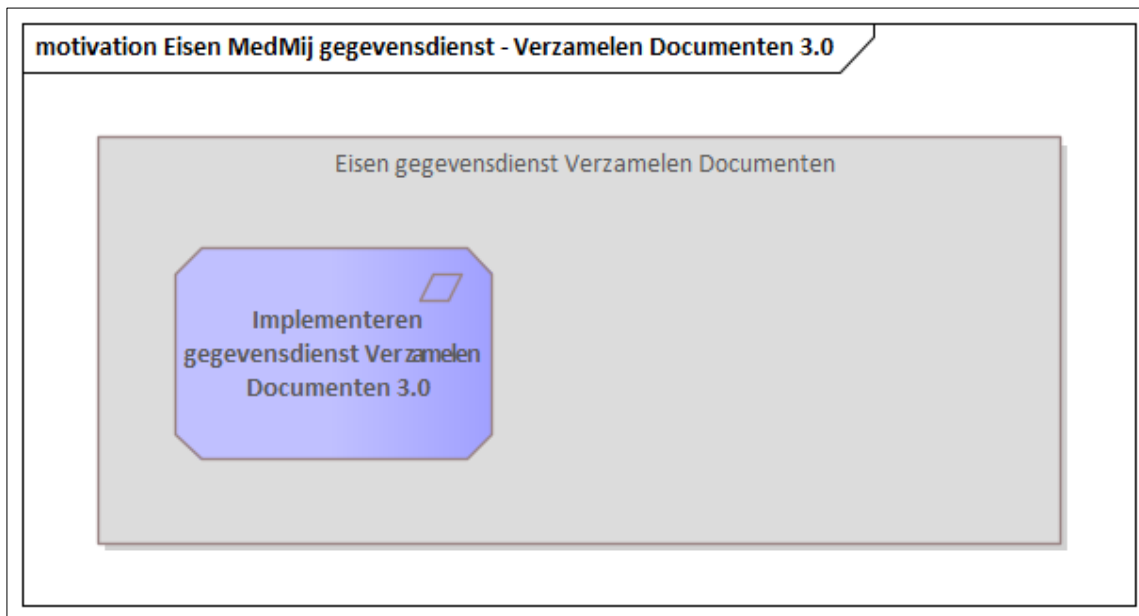 motivation Eisen MedMij gegevensdienst - Verzamelen Documenten 3.0
Eisen gegevensdienst Verzamelen Documenten
Implementeren
gegevensdienst Verzamelen
Documenten 3.0